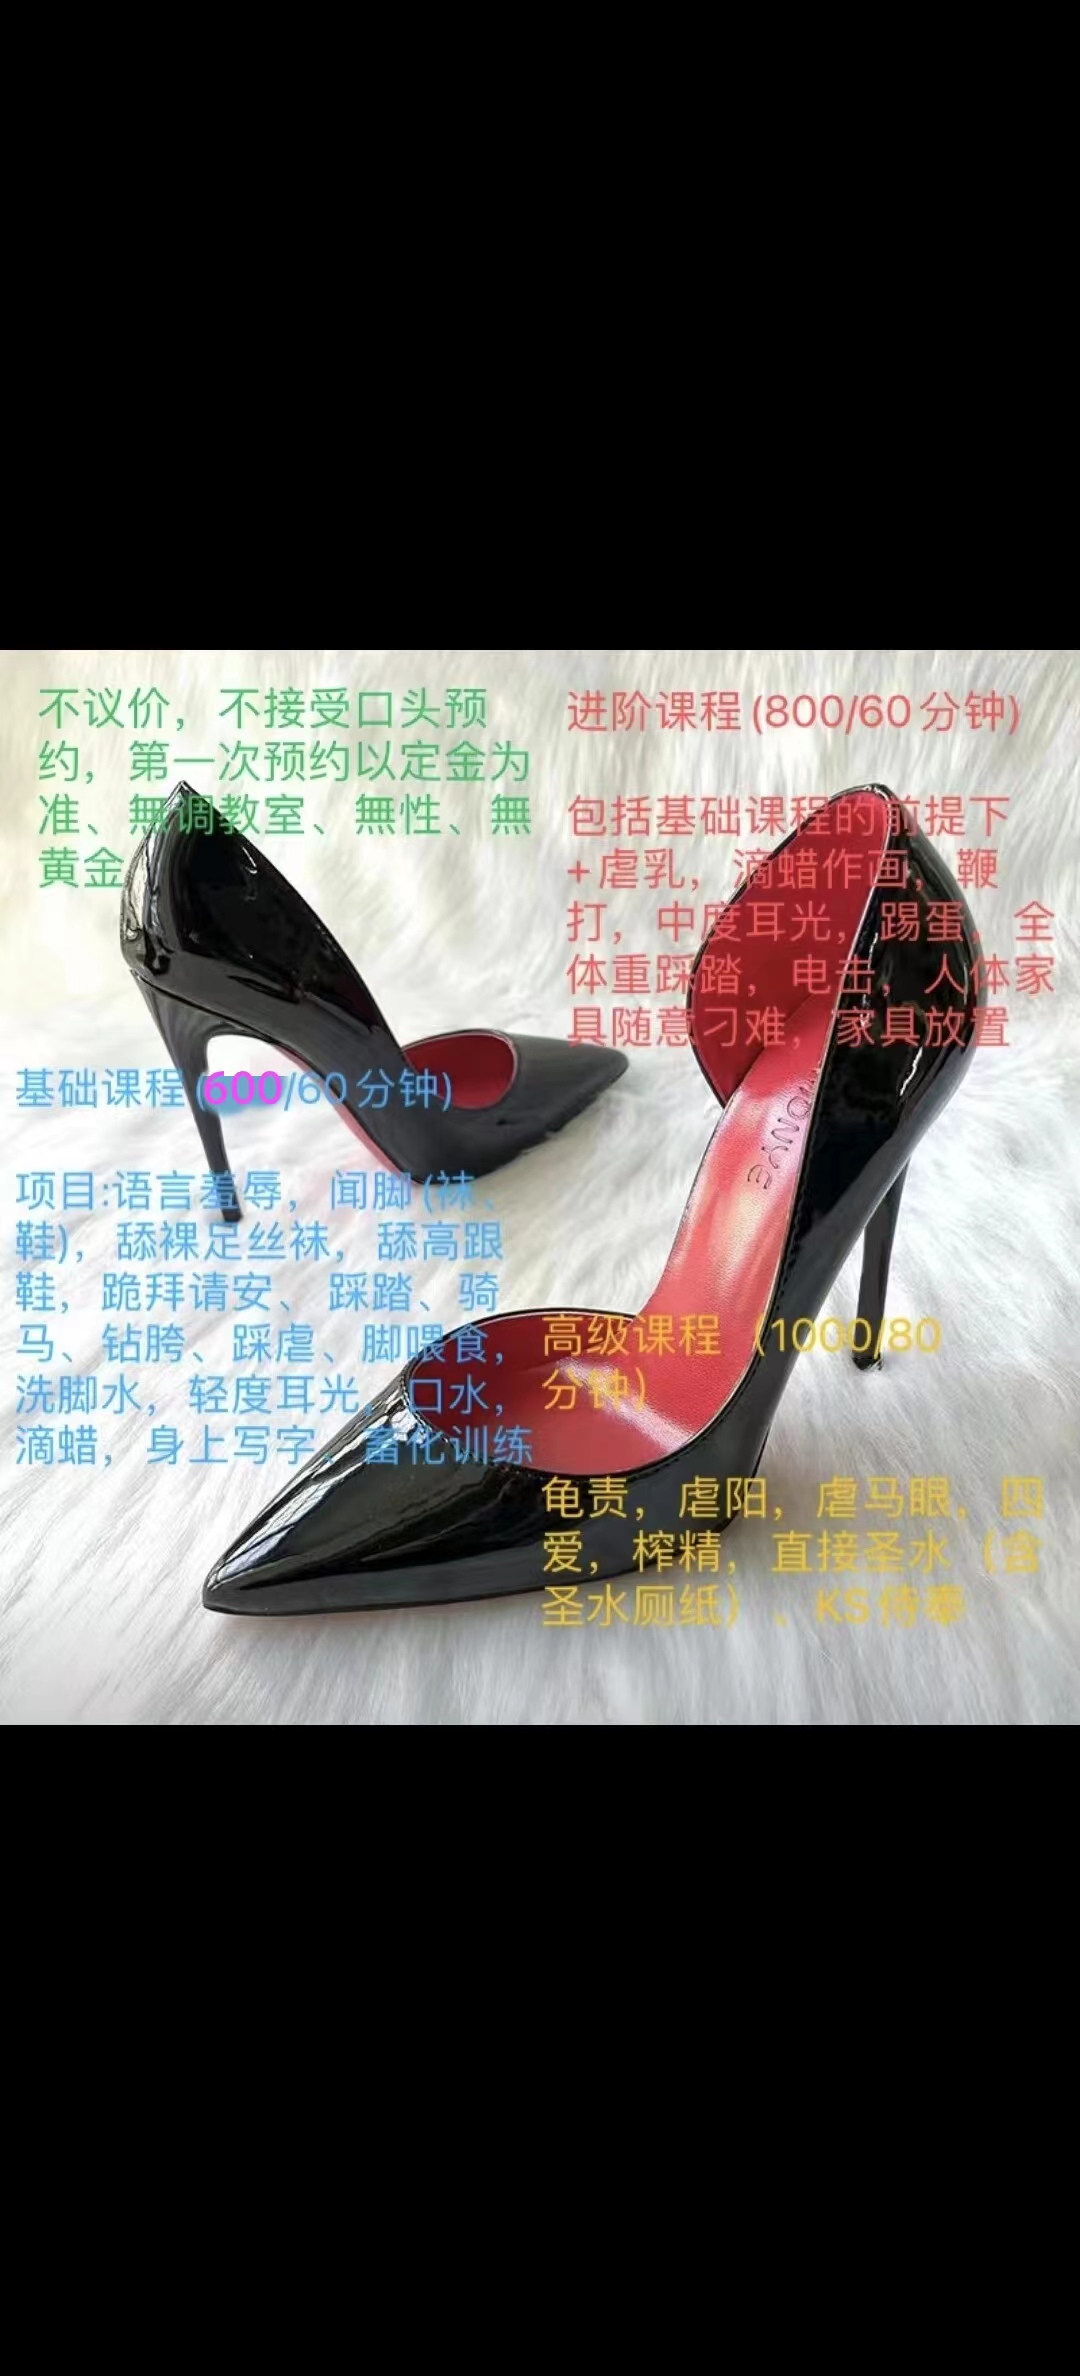 不议价，不接受口头预
约，第一次预约以定金为
准、無调教室、無性、無
黄金
进阶课程(800/60分钟)
包括基础课程的前提下
+虐乳，滴蜡作画，鞭
打，中度耳光，踢蛋，全
体重踩踏，电击，人体家
具随意刁难，家具放置
基础课程(600/60分钟)
项目:语言羞辱，闻脚(袜、
鞋)，舔裸足丝袜，舔高跟
鞋，跪拜请安、踩踏、骑
马、钻胯、踩虐、脚喂食，
洗脚水，轻度耳光，口水，
滴蜡，身上写字、畜化训练
高级课程（1000/80
分钟）
龟责，虐阳，虐马眼，四
爱，榨精，直接圣水（含
圣水厕纸）、KS侍奉